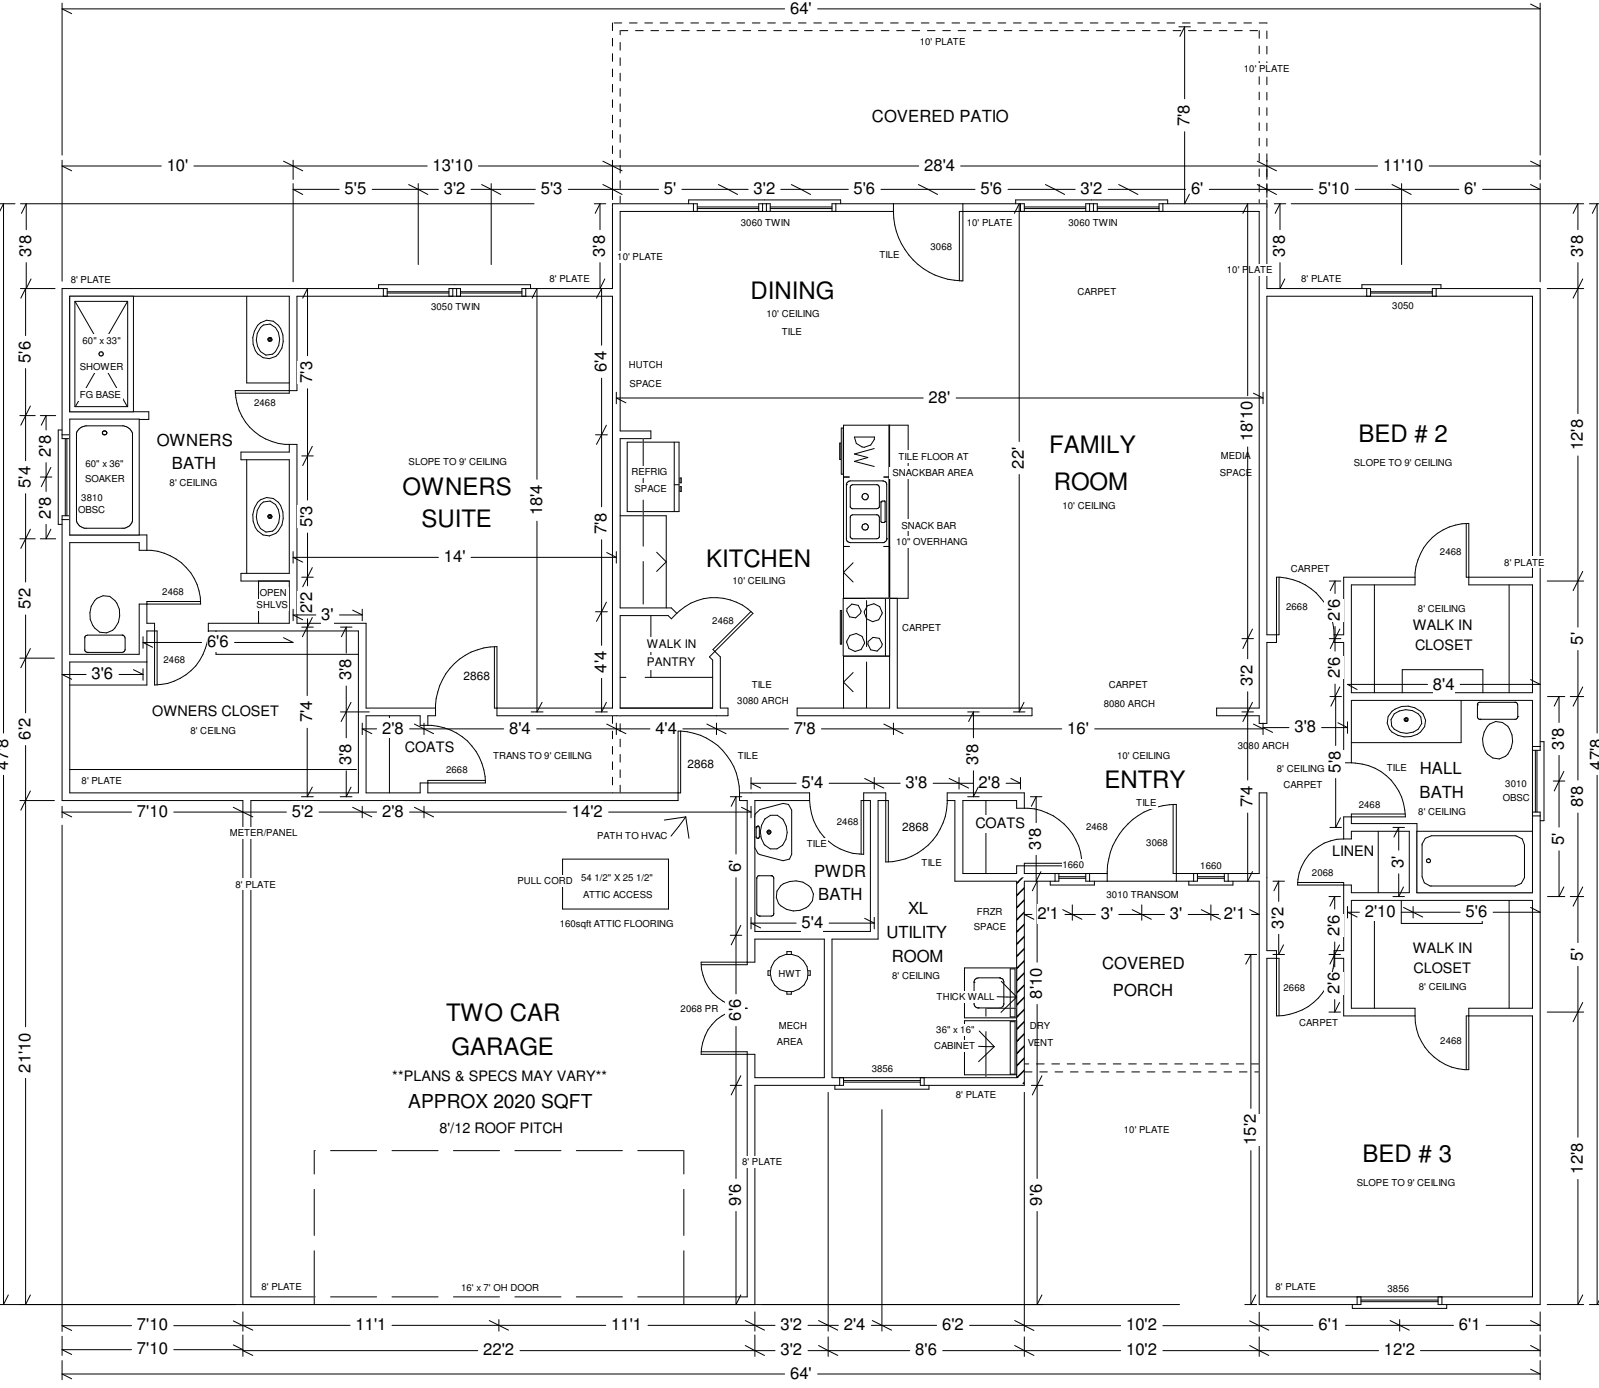 64'
10' PLATE
10' PLATE
COVERED PATIO
7'8
10'
13'10
28'4
11'10
5'5
3'2
5'3
5'
3'2
5'6
5'6
3'2
6'
5'10
6'
3'8
3'8
3'8
3'8
3060 TWIN
10' PLATE
3060 TWIN
10' PLATE
TILE
3068
10' PLATE
8' PLATE
8' PLATE
8' PLATE
3050 TWIN
3050
DINING
10' CEILING
TILE
CARPET
5'6
60" x 33"
SHOWER
FG BASE
7'3
6'4
HUTCH
SPACE
2468
28'
18'10
12'8
OWNERS
BATH
8' CEILING
2'8
5'4
2'8
60" x 36"
SOAKER
3810
OBSC
SLOPE TO 9' CEILING
OWNERS
SUITE
18'4
5'3
7'8
REFRIG
SPACE
DW
TILE FLOOR AT
SNACKBAR AREA
22'
FAMILY
ROOM
10' CEILING
MEDIA
SPACE
BED # 2
SLOPE TO 9' CEILING
SNACK BAR
10" OVERHANG
14'
KITCHEN
10' CEILING
2468
8' PLATE
CARPET
2668
2'6
5'2
2468
OPEN
SHLVS
2'2
3'
2468
CARPET
8' CEILING
WALK IN
CLOSET
5'
6'6
2468
3'6
3'8
WALK IN
PANTRY
4'4
2868
TILE
3080 ARCH
CARPET
8080 ARCH
3'2
2'6
8'4
OWNERS CLOSET
8' CEILNG
7'4
6'2
3'8
2'8
COATS
8'4
4'4
7'8
16'
3'8
TRANS TO 9' CEILNG
2668
2868
TILE
3'8
10' CEILING
ENTRY
TILE
3080 ARCH
8' CEILING
CARPET
5'8
TILE
HALL
BATH
8' CEILING
2468
3010
OBSC
3'8
8'8
5'
47'8
47'8
8' PLATE
5'4
3'8
2'8
7'4
7'10
5'2
2'8
14'2
METER/PANEL
PATH TO HVAC
2468
TILE
2868
TILE
COATS
3'8
2468
3068
1660
1660
LINEN
2068
3'
8' PLATE
PULL CORD
54 1/2" X 25 1/2"
ATTIC ACCESS
160sqft ATTIC FLOORING
6'
PWDR
BATH
5'4
3010 TRANSOM
2'1
3'
3'
2'1
3'2
2'6
2'10
5'6
XL
UTILITY
ROOM
8' CEILING
FRZR
SPACE
WALK IN
CLOSET
8' CEILING
5'
COVERED
PORCH
HWT
2068 PR
6'6
THICK WALL
8'10
2668
2'6
CARPET
TWO CAR
GARAGE
**PLANS & SPECS MAY VARY**
APPROX 2020 SQFT
8'/12 ROOF PITCH
MECH
AREA
36" x 16"
CABINET
DRY
VENT
2468
21'10
3856
8' PLATE
10' PLATE
15'2
8' PLATE
BED # 3
SLOPE TO 9' CEILING
12'8
9'6
9'6
8' PLATE
16' x 7' OH DOOR
8' PLATE
3856
7'10
11'1
11'1
3'2
2'4
6'2
10'2
6'1
6'1
7'10
22'2
3'2
8'6
10'2
12'2
64'